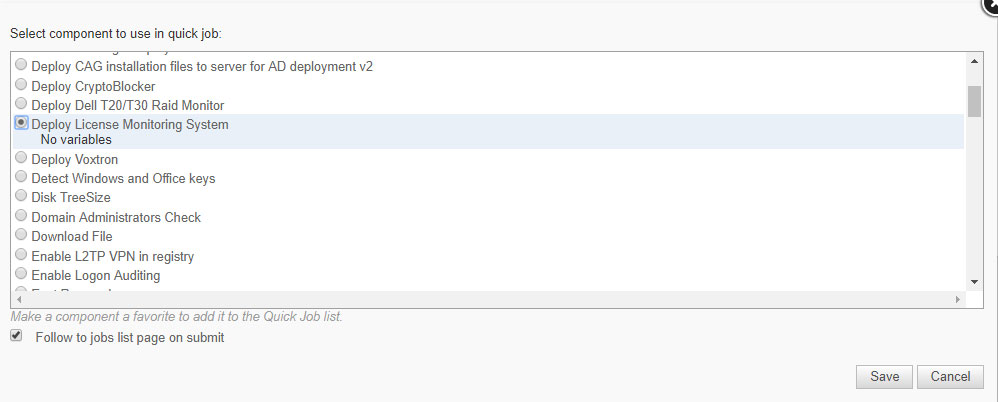 Select component to use in quick job:
Deploy CAG installation files to server for AD deployment v2
Deploy CryptoBlocker
Deploy Dell T20/T30 Raid Monitor
Deploy License Monitoring System
No variables
Deploy Voxtron
Detect Windows and Office keys
Disk TreeSize
Domain Administrators Check
Download File
Enable L2TP VPN in registry
Enable Logon Auditing
Make a component a favorite to add it to the Quick Job list.
Follow to jobs list page on submit
Save Cancel